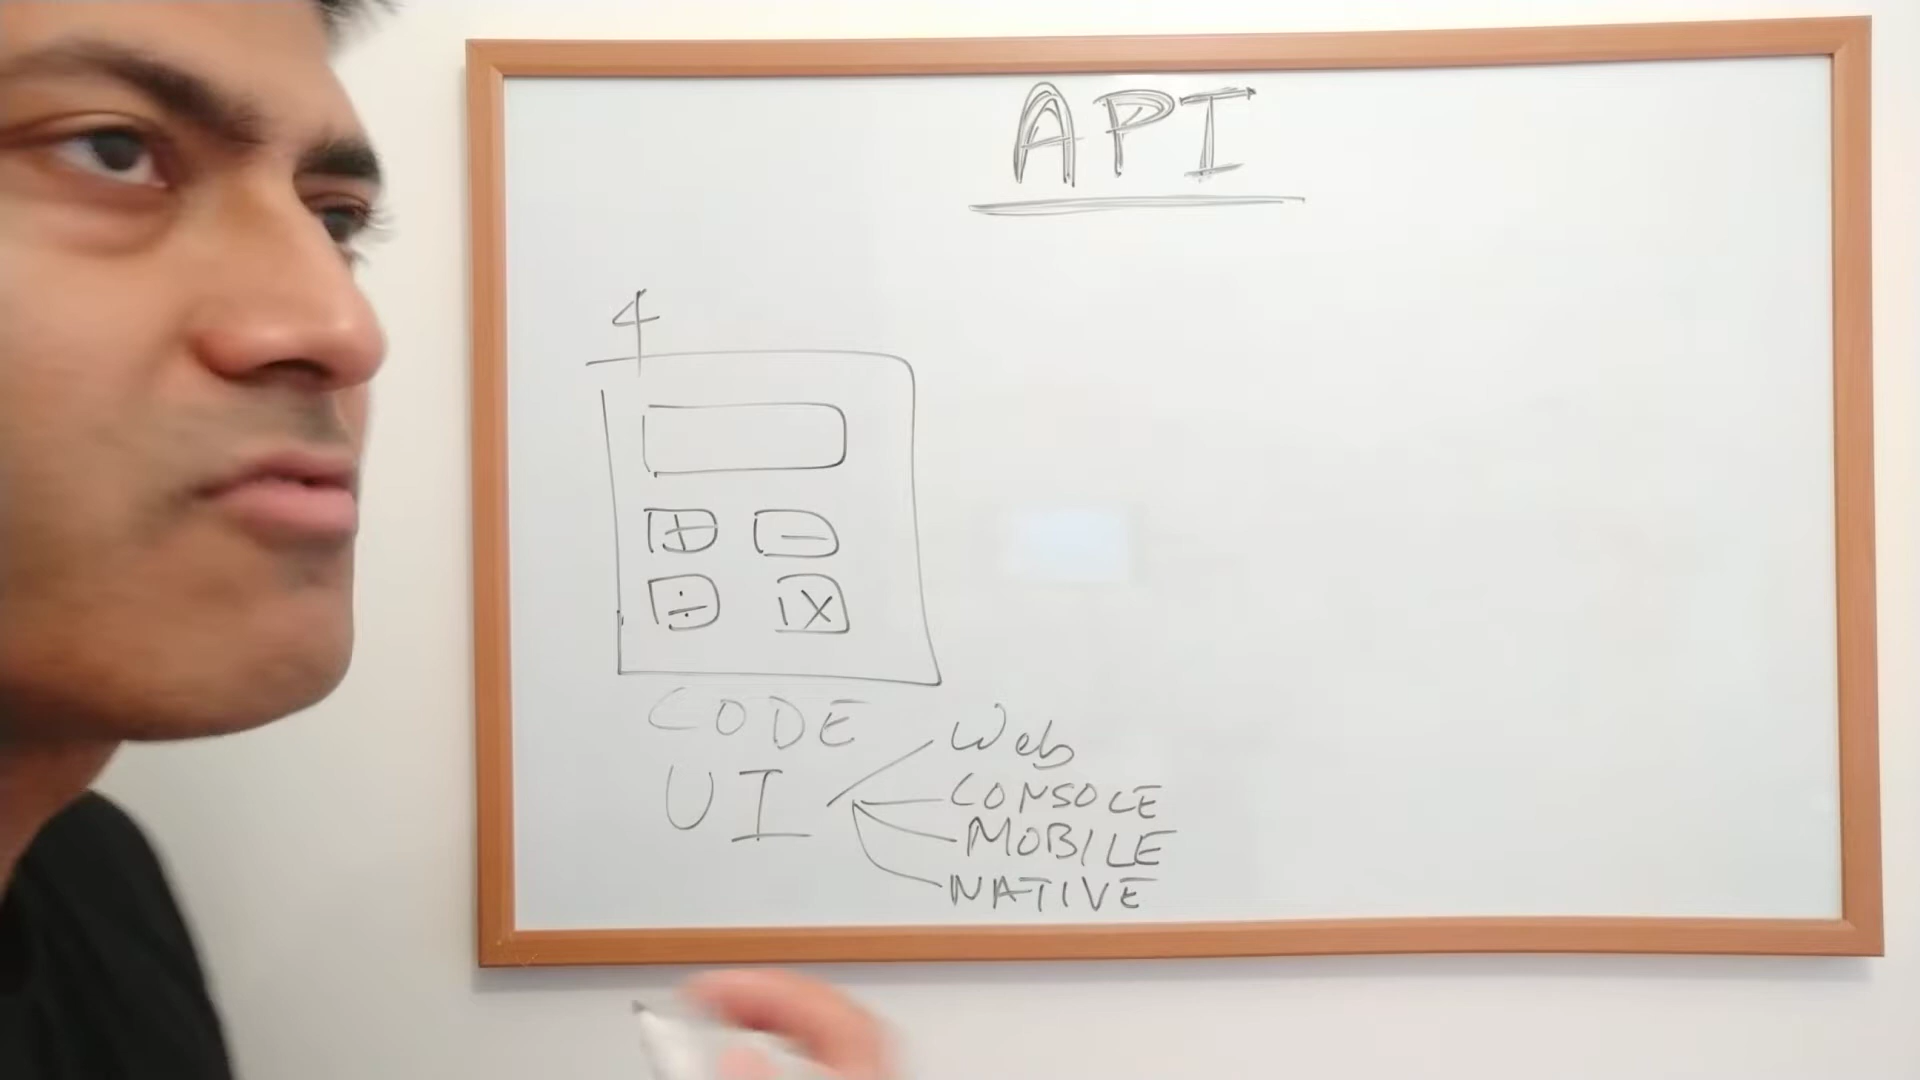 API
4
+ -
÷ X
CODE
UI
Web
CONSOLE
MOBILE
NATIVE